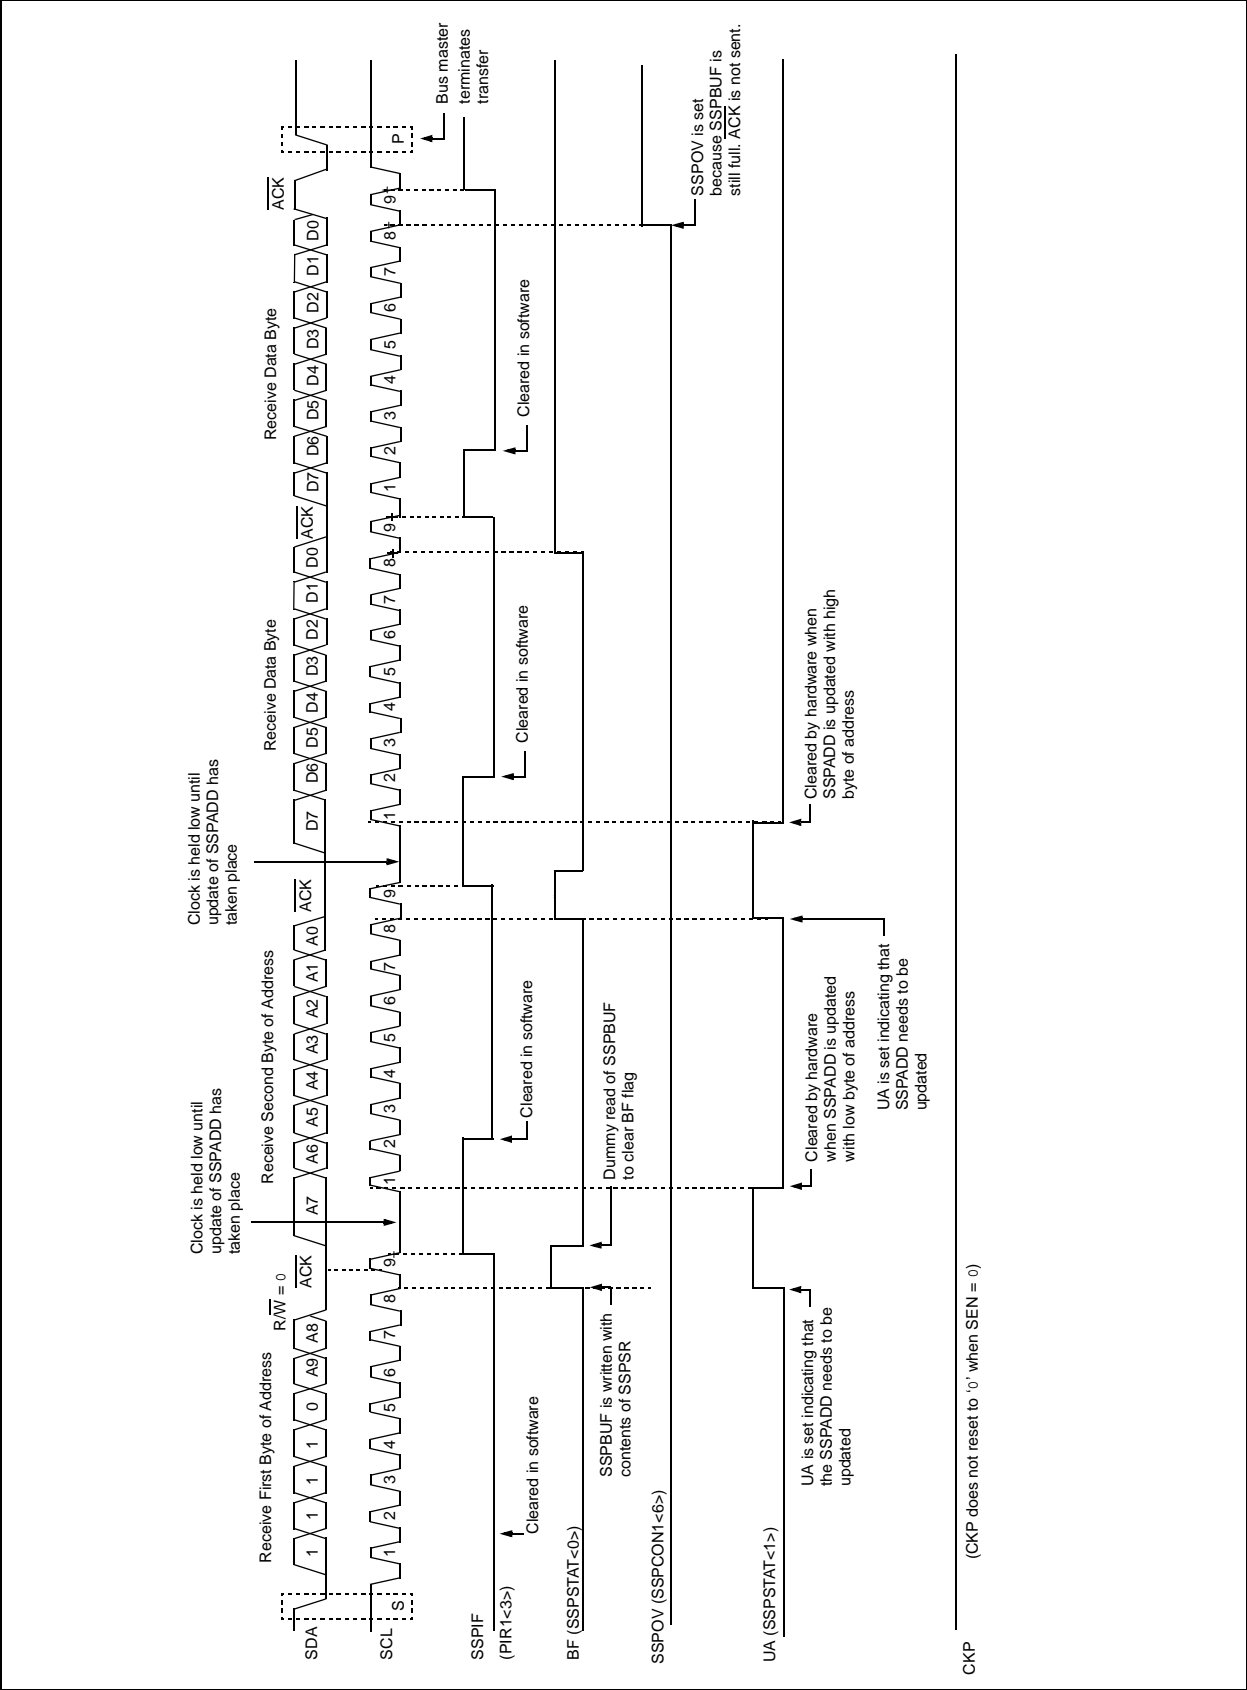 Clock is held low until
update of SSPADD has
taken place
Clock is held low until
update of SSPADD has
taken place
Receive First Byte of Address
R/W = 0
Receive Second Byte of Address
Receive Data Byte
Receive Data Byte
ACK
SDA
1 1 1 1 0 A9 A8 ACK A7 A6 A5 A4 A3 A2 A1 A0 ACK D7 D6 D5 D4 D3 D2 D1 D0 ACK D7 D6 D5 D4 D3 D2 D1 D0
SCL
S 1 2 3 4 5 6 7 8 9 1 2 3 4 5 6 7 8 9 1 2 3 4 5 6 7 8 9 1 2 3 4 5 6 7 8 9 P
Bus master
terminates
transfer
SSPIF
(PIR1<3>)
Cleared in software
Cleared in software
Cleared in software
Cleared in software
BF (SSPSTAT<0>)
SSPBUF is written with
contents of SSPSR
Dummy read of SSPBUF
to clear BF flag
SSPOV (SSPCON1<6>)
SSPOV is set
because SSPBUF is
still full. ACK is not sent.
UA (SSPSTAT<1>)
UA is set indicating that
the SSPADD needs to be
updated
Cleared by hardware
when SSPADD is updated
with low byte of address
UA is set indicating that
SSPADD needs to be
updated
Cleared by hardware when
SSPADD is updated with high
byte of address
CKP
(CKP does not reset to ‘0’ when SEN = 0)